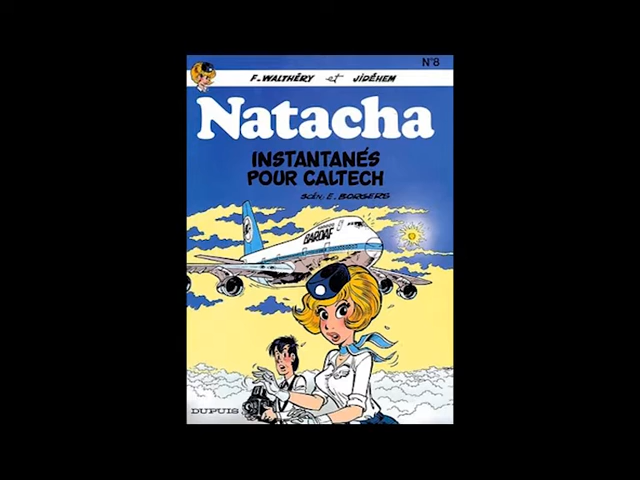 N°8
F. WALTHÉRY et JIDÉHEM
Natacha
INSTANTANÉS
POUR CALTECH
SCÉN. E. BORGERS
BARDAF
DUPUIS